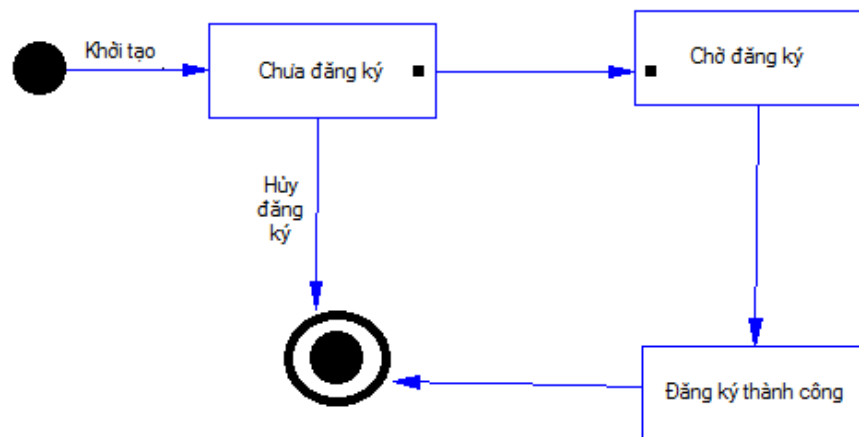 Khởi tạo
Chưa đăng ký
Chờ đăng ký
Hủy
đăng
ký
Đăng ký thành công